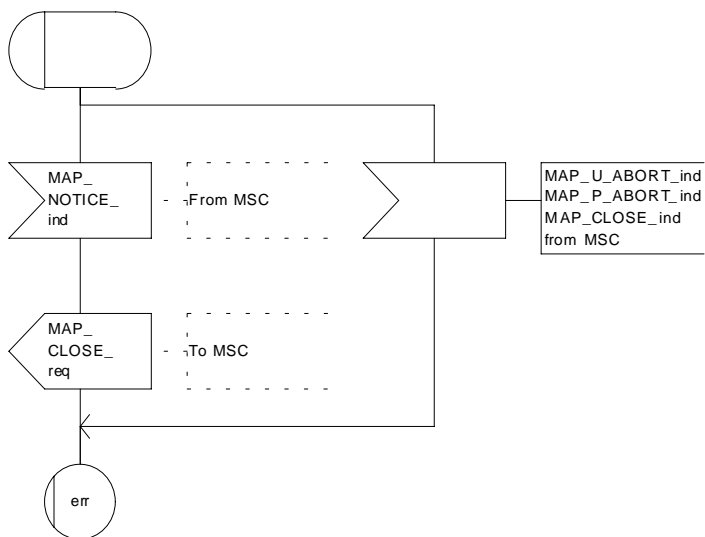 MAP_
NOTICE_
ind
From MSC
MAP_U_ABORT_ind
MAP_P_ABORT_ind
MAP_CLOSE_ind
from MSC
MAP_
CLOSE_
req
To MSC
err